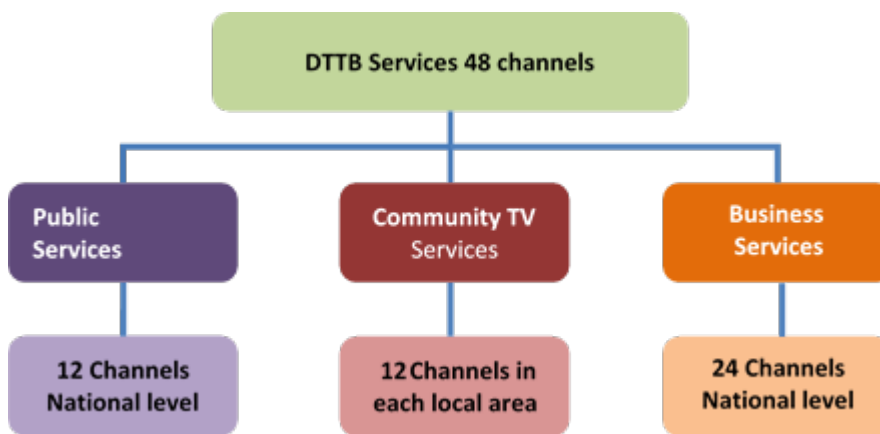 DTTB Services 48 channels
Public
Services
Community TV
Services
Business
Services
12 Channels
National level
12 Channels in
each local area
24 Channels
National level